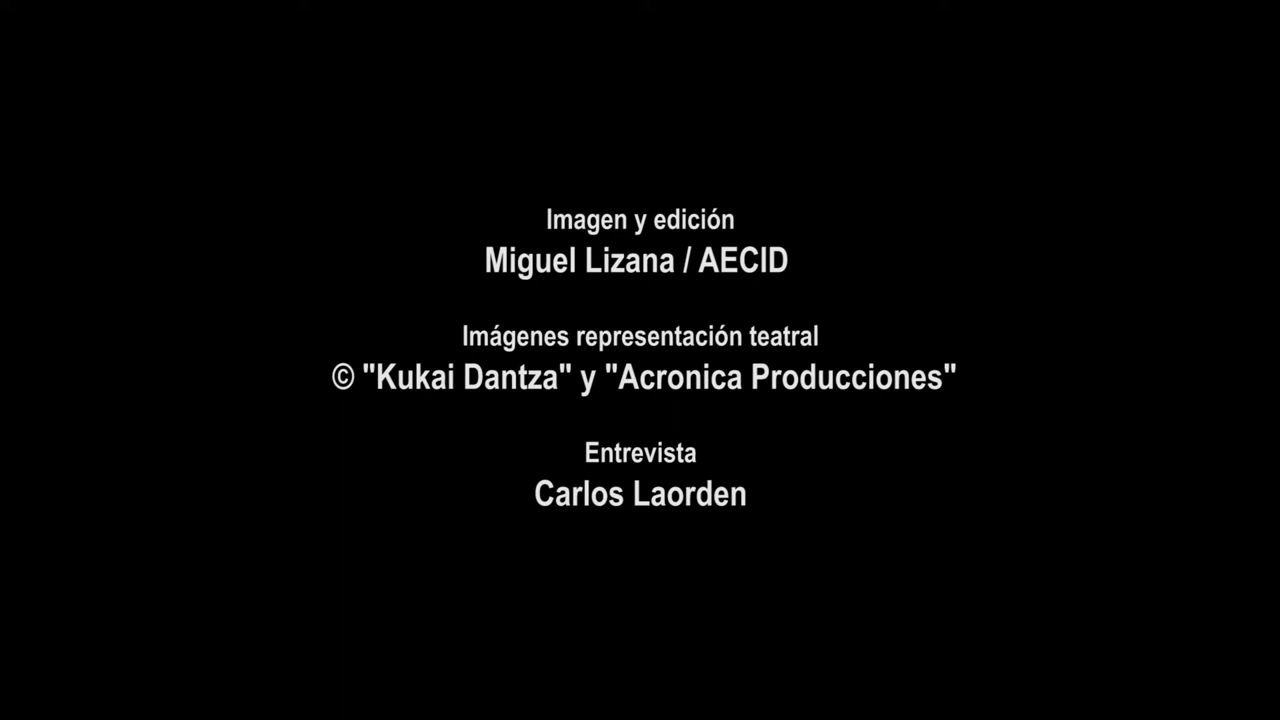 Imagen y edición
Miguel Lizana / AECID
Imágenes representación teatral
© "Kukai Dantza" y "Acronica Producciones"
Entrevista
Carlos Laorden